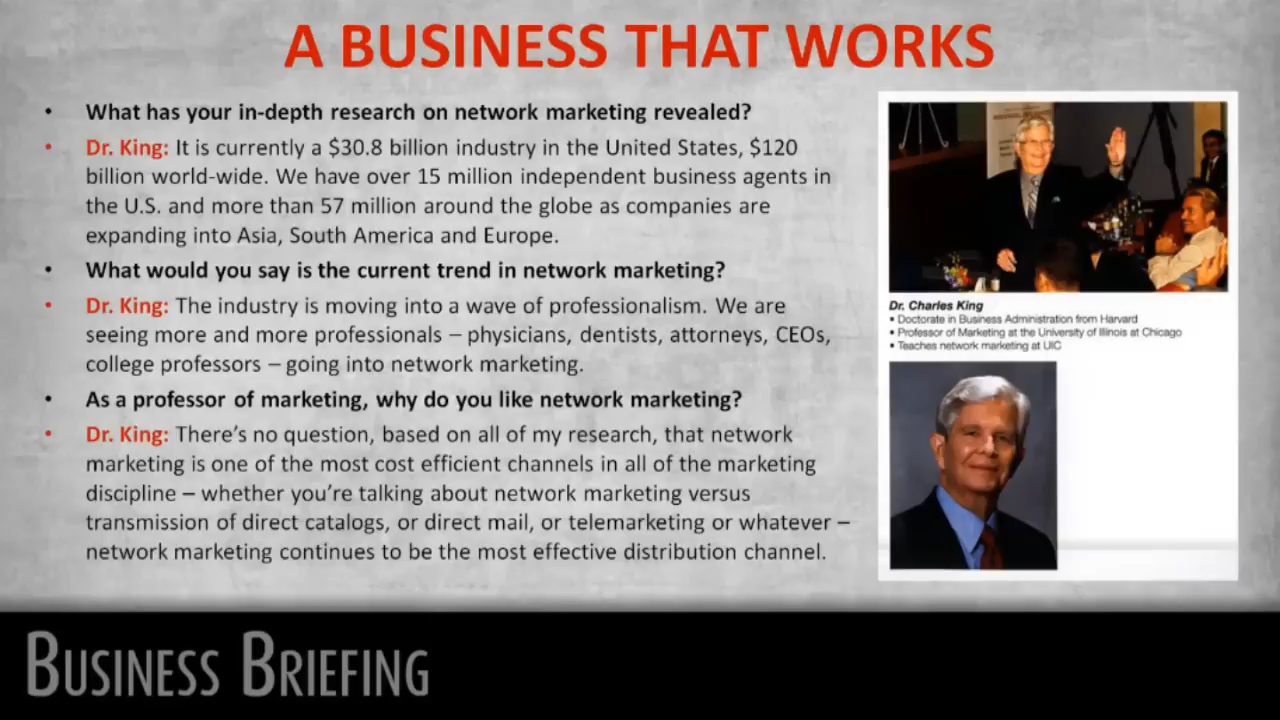 A BUSINESS THAT WORKS
• What has your in-depth research on network marketing revealed?
• Dr. King: It is currently a $30.8 billion industry in the United States, $120
billion world-wide. We have over 15 million independent business agents in
the U.S. and more than 57 million around the globe as companies are
expanding into Asia, South America and Europe.
• What would you say is the current trend in network marketing?
• Dr. King: The industry is moving into a wave of professionalism. We are
seeing more and more professionals – physicians, dentists, attorneys, CEOs,
college professors – going into network marketing.
• As a professor of marketing, why do you like network marketing?
• Dr. King: There's no question, based on all of my research, that network
marketing is one of the most cost efficient channels in all of the marketing
discipline – whether you're talking about network marketing versus
transmission of direct catalogs, or direct mail, or telemarketing or whatever –
network marketing continues to be the most effective distribution channel.
Dr. Charles King
• Doctorate in Business Administration from Harvard
• Professor of Marketing at the University of Illinois at Chicago
• Teaches network marketing at UIC
BUSINESS BRIEFING